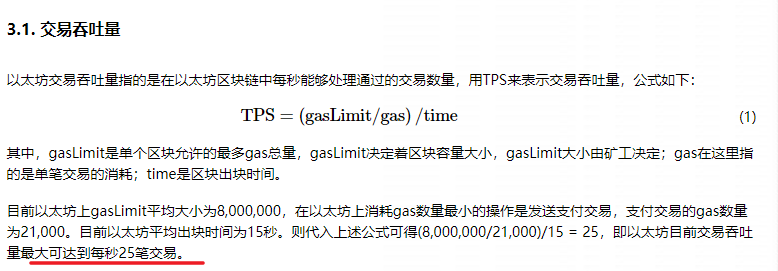 3.1. 交易吞吐量
以太坊交易吞吐量指的是在以太坊区块链中每秒能够处理通过的交易数量，用TPS来表示交易吞吐量，公式如下：
TPS = (gasLimit/gas) /time (1)
其中，gasLimit是单个区块允许的最多gas总量，gasLimit决定着区块容量大小，gasLimit大小由矿工决定；gas在这里指
的是单笔交易的消耗；time是区块出块时间。
目前以太坊上gasLimit平均大小为8,000,000，在以太坊上消耗gas数量最小的操作是发送支付交易，支付交易的gas数量
为21,000。目前以太坊平均出块时间为15秒。则代入上述公式可得(8,000,000/21,000)/15 = 25，即以太坊目前交易吞吐
量最大可达到每秒25笔交易。